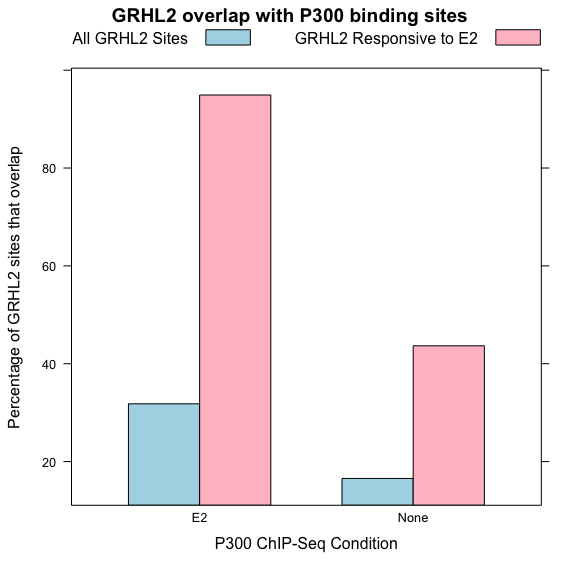 GRHL2 overlap with P300 binding sites
All GRHL2 Sites
GRHL2 Responsive to E2
Percentage of GRHL2 sites that overlap
80
60
40
20
E2
None
P300 ChIP-Seq Condition